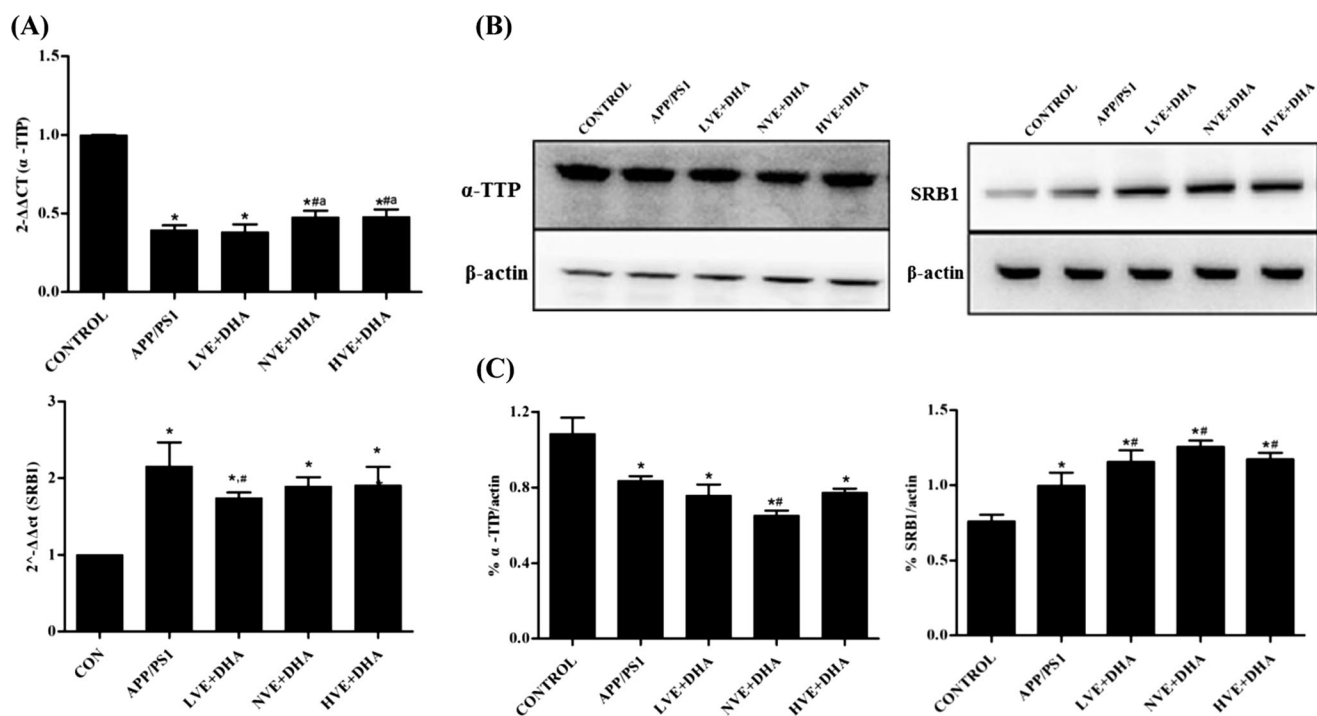 (A)
1.5
1.0
0.5
0.0
2-ΔΔCT (α -TTP)
*
*
*#a
*#a
CONTROL
APP/PS1
LVE+DHA
NVE+DHA
HVE+DHA
3
2
1
0
2^-ΔΔct (SRB1)
*
*,#
*
*
*
CON
APP/PS1
LVE+DHA
NVE+DHA
HVE+DHA
(B)
CONTROL
APP/PS1
LVE+DHA
NVE+DHA
HVE+DHA
α-TTP
β-actin
CONTROL
APP/PS1
LVE+DHA
NVE+DHA
HVE+DHA
SRB1
β-actin
(C)
1.2
0.8
0.4
0.0
% α -TTP/actin
*
*
*#
*
CONTROL
APP/PS1
LVE+DHA
NVE+DHA
HVE+DHA
1.5
1.0
0.5
0.0
% SRB1/actin
*
*#
*#
*#
CONTROL
APP/PS1
LVE+DHA
NVE+DHA
HVE+DHA